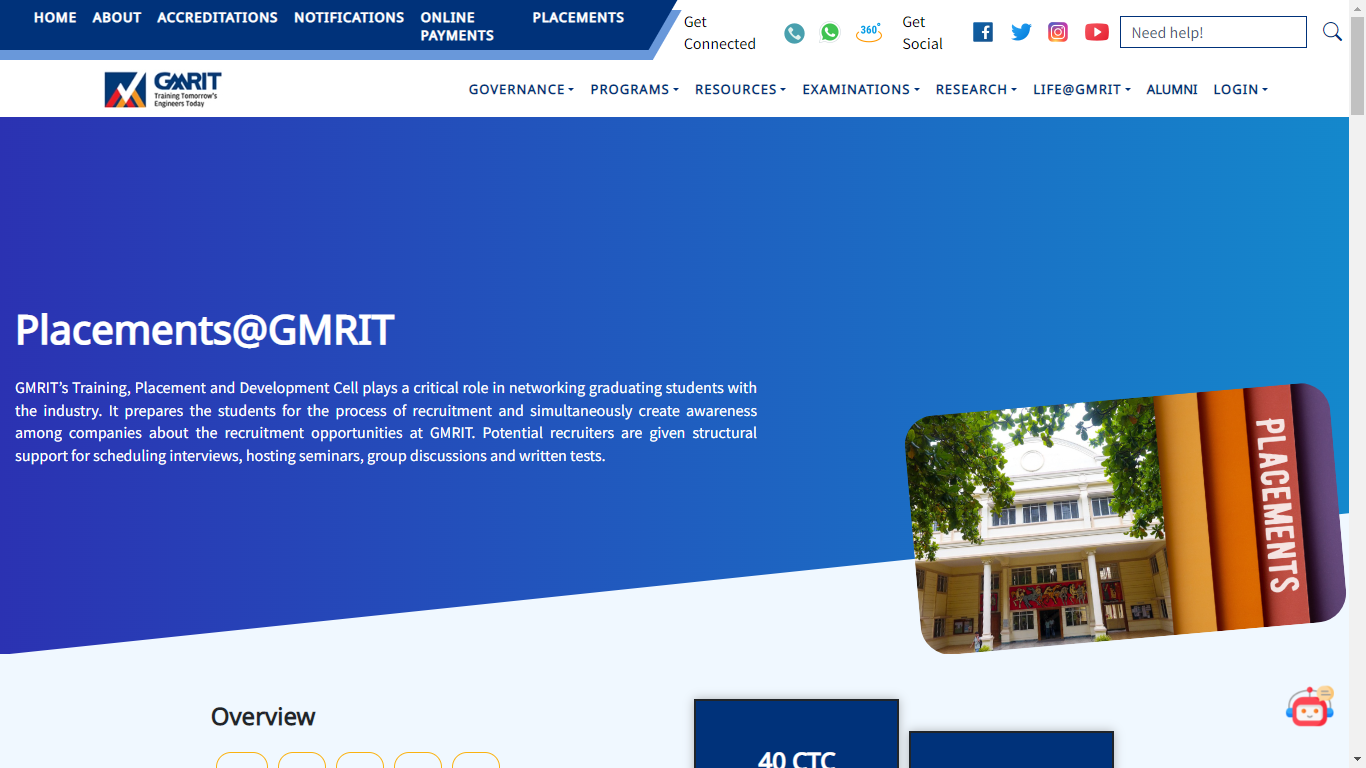 HOME ABOUT ACCREDITATIONS NOTIFICATIONS ONLINE PAYMENTS PLACEMENTS
Get Connected
360°
Get Social
Need help!
GMRIT
Training Tomorrow's
Engineers Today
GOVERNANCE PROGRAMS RESOURCES EXAMINATIONS RESEARCH LIFE@GMRIT ALUMNI LOGIN
Placements@GMRIT
GMRIT’s Training, Placement and Development Cell plays a critical role in networking graduating students with
the industry. It prepares the students for the process of recruitment and simultaneously create awareness
among companies about the recruitment opportunities at GMRIT. Potential recruiters are given structural
support for scheduling interviews, hosting seminars, group discussions and written tests.
PLACEMENTS
Overview
40 CTC